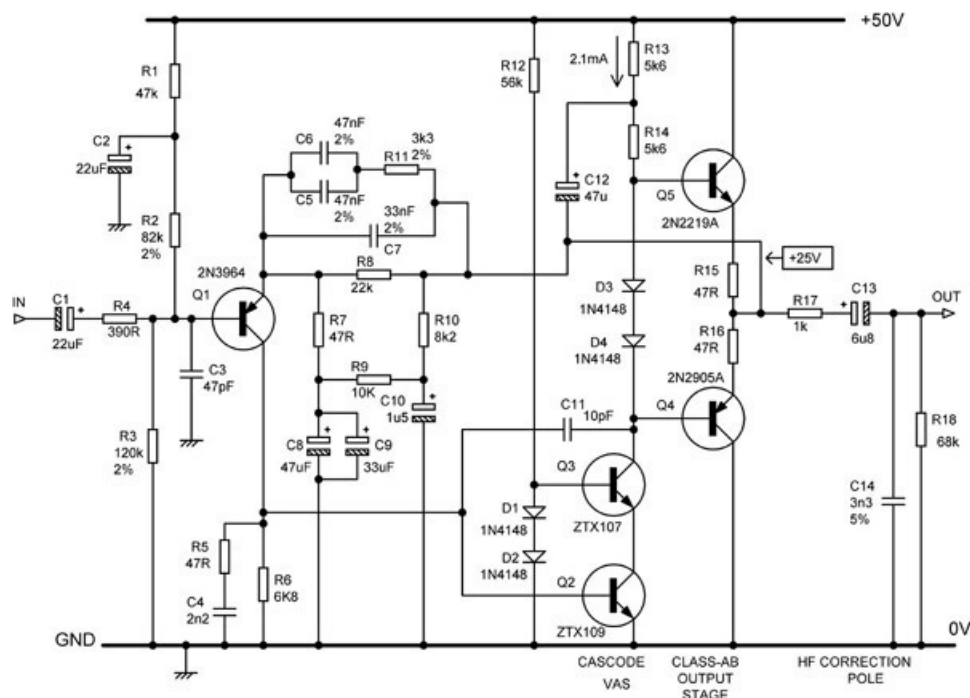 +50V
R1
47k
C2
+
22uF
R2
82k
2%
C6
47nF
2%
R11
3k3
2%
C5
47nF
2%
33nF
2%
C7
R12
56k
2.1mA
R13
5k6
R14
5k6
+
C12
47u
Q5
2N2219A
+25V
IN
C1
+
22uF
R4
390R
2N3964
Q1
R8
22k
R7
47R
R10
8k2
R9
10K
C10
+
1u5
C3
47pF
R3
120k
2%
+
C8
47uF
+
C9
33uF
D3
1N4148
D4
1N4148
R15
47R
R16
47R
R17
1k
+
C13
6u8
OUT
2N2905A
Q4
C11
10pF
Q3
ZTX107
D1
1N4148
D2
1N4148
Q2
ZTX109
R18
68k
C14
3n3
5%
R5
47R
C4
2n2
R6
6K8
GND
0V
CASCODE
VAS
CLASS-AB
OUTPUT
STAGE
HF CORRECTION
POLE